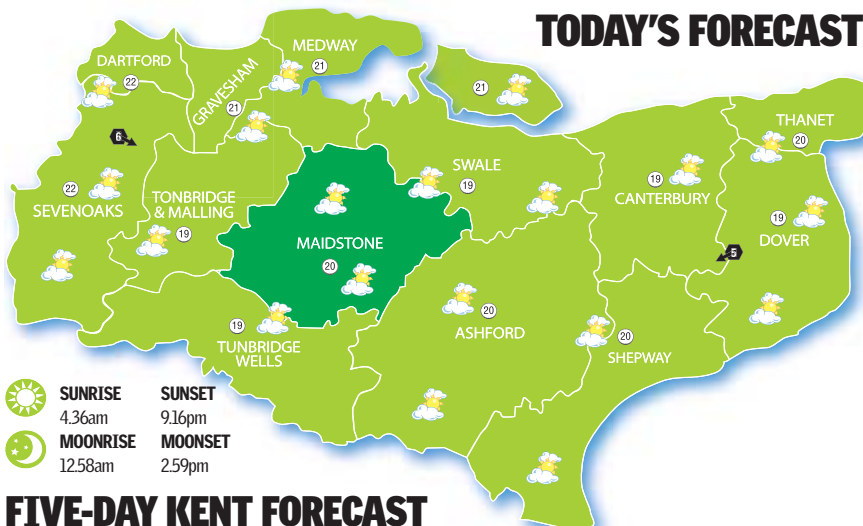 TODAY'S FORECAST
MEDWAY
21
DARTFORD
22
GRAVESHAM
21
21
THANET
20
6
SWALE
19
22
SEVENOAKS
TONBRIDGE
& MALLING
19
19
CANTERBURY
19
DOVER
MAIDSTONE
20
5
19
TUNBRIDGE
WELLS
20
ASHFORD
20
SHEPWAY
SUNRISE SUNSET
4.36am 9.16pm
MOONRISE MOONSET
12.58am 2.59pm
FIVE-DAY KENT FORECAST